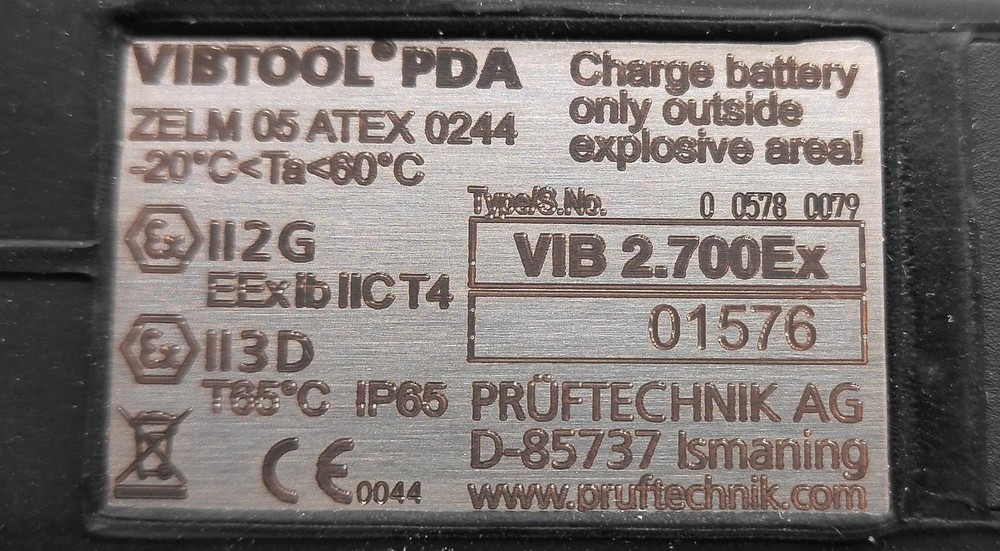 VIBTOOL® PDA
ZELM 05 ATEX 0244
-20°C<Ta<60°C
Ex II 2 G
EEx ib IIC T4
Ex II 3 D
T65°C IP65
CE 0044
Charge battery
only outside
explosive area!
Type/S.No. 0 0578 0079
VIB 2.700Ex
01576
PRÜFTECHNIK AG
D-85737 Ismaning
www.pruftechnik.com